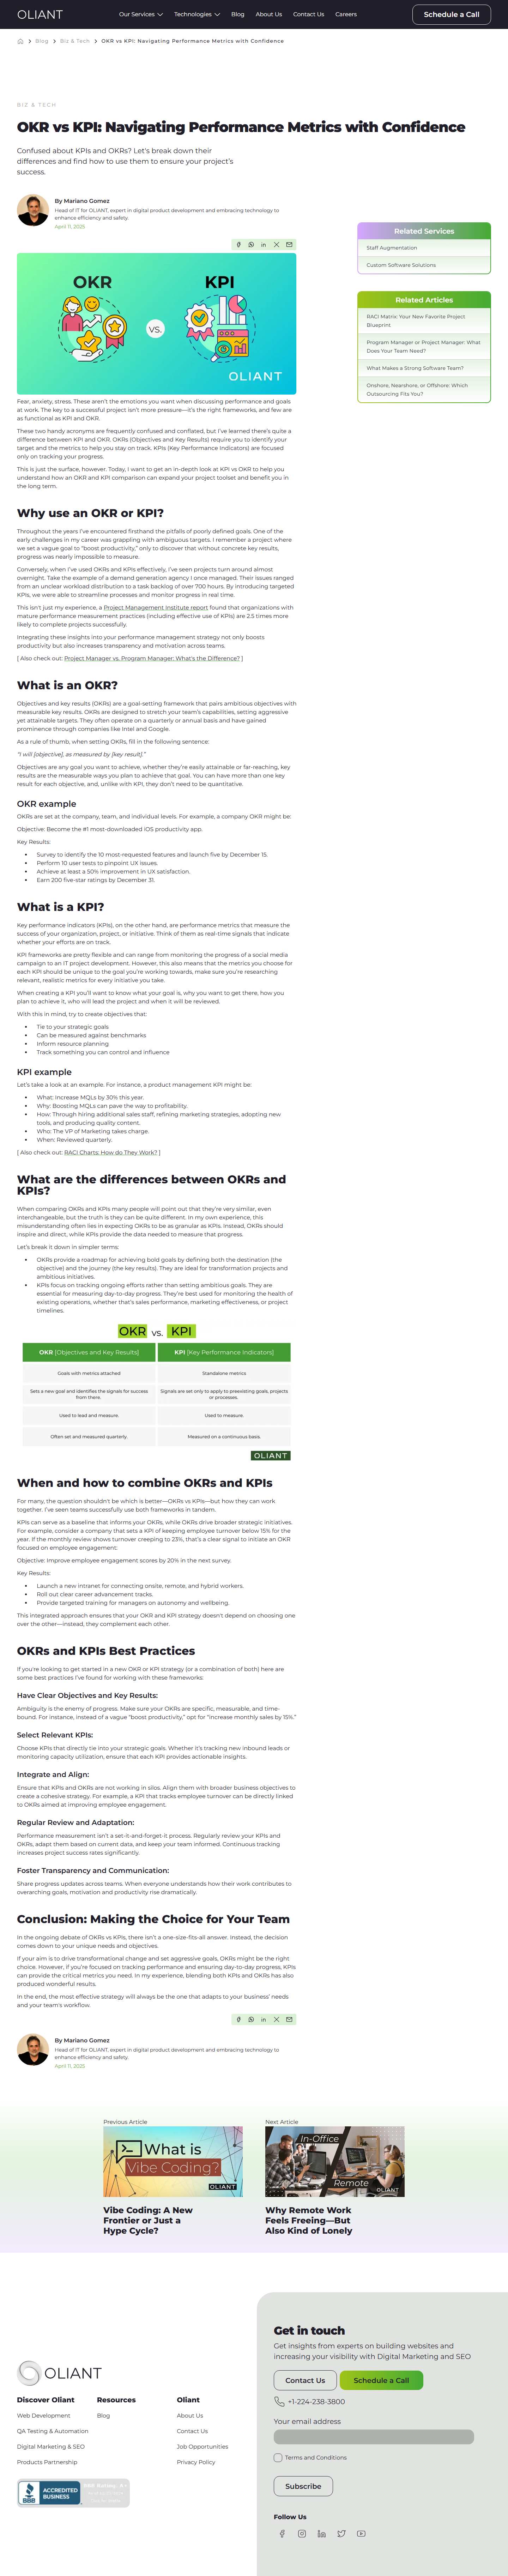 OLIANT
Our Services
Technologies
Blog
About Us
Contact Us
Careers
Schedule a Call
Blog
Biz & Tech
OKR vs KPI: Navigating Performance Metrics with Confidence
BIZ & TECH
OKR vs KPI: Navigating Performance Metrics with Confidence
Confused about KPIs and OKRs? Let's break down their
differences and find how to use them to ensure your project's
success.
By Mariano Gomez
Head of IT for OLIANT, expert in digital product development and embracing technology to
enhance efficiency and safety.
April 11, 2025
Related Services
Staff Augmentation
Custom Software Solutions
Related Articles
RACI Matrix: Your New Favorite Project
Blueprint
Program Manager or Project Manager: What
Does Your Team Need?
What Makes a Strong Software Team?
Onshore, Nearshore, or Offshore: Which
Outsourcing Fits You?
OKR
VS.
KPI
OLIANT
Fear, anxiety, stress. These aren't the emotions you want when discussing performance and goals
at work. The key to a successful project isn't more pressure—it's the right frameworks, and few are
as functional as KPI and OKR.
These two handy acronyms are frequently confused and conflated, but I've learned there's quite a
difference between KPI and OKR. OKRs (Objectives and Key Results) require you to identify your
target and the metrics to help you stay on track. KPIs (Key Performance Indicators) are focused
only on tracking your progress.
This is just the surface, however. Today, I want to get an in-depth look at KPI vs OKR to help you
understand how an OKR and KPI comparison can expand your project toolset and benefit you in
the long term.
Why use an OKR or KPI?
Throughout the years I've encountered firsthand the pitfalls of poorly defined goals. One of the
early challenges in my career was grappling with ambiguous targets. I remember a project where
we set a vague goal to "boost productivity," only to discover that without concrete key results,
progress was nearly impossible to measure.
Conversely, when I've used OKRs and KPIs effectively, I've seen projects turn around almost
overnight. Take the example of a demand generation agency I once managed. Their issues ranged
from an unclear workload distribution to a task backlog of over 700 hours. By introducing targeted
KPIs, we were able to streamline processes and monitor progress in real time.
This isn't just my experience, a Project Management Institute report found that organizations with
mature performance measurement practices (including effective use of KPIs) are 2.5 times more
likely to complete projects successfully.
Integrating these insights into your performance management strategy not only boosts
productivity but also increases transparency and motivation across teams.
[ Also check out: Project Manager vs. Program Manager: What's the Difference? ]
What is an OKR?
Objectives and key results (OKRs) are a goal-setting framework that pairs ambitious objectives with
measurable key results. OKRs are designed to stretch your team's capabilities, setting aggressive
yet attainable targets. They often operate on a quarterly or annual basis and have gained
prominence through companies like Intel and Google.
As a rule of thumb, when setting OKRs, fill in the following sentence:
"I will [objective], as measured by [key result]."
Objectives are any goal you want to achieve, whether they're easily attainable or far-reaching, key
results are the measurable ways you plan to achieve that goal. You can have more than one key
result for each objective, and, unlike with KPI, they don't need to be quantitative.
OKR example
OKRs are set at the company, team, and individual levels. For example, a company OKR might be:
Objective: Become the #1 most-downloaded iOS productivity app.
Key Results:
• Survey to identify the 10 most-requested features and launch five by December 15.
• Perform 10 user tests to pinpoint UX issues.
• Achieve at least a 50% improvement in UX satisfaction.
• Earn 200 five-star ratings by December 31.
What is a KPI?
Key performance indicators (KPIs), on the other hand, are performance metrics that measure the
success of your organization, project, or initiative. Think of them as real-time signals that indicate
whether your efforts are on track.
KPI frameworks are pretty flexible and can range from monitoring the progress of a social media
campaign to an IT project development. However, this also means that the metrics you choose for
each KPI should be unique to the goal you're working towards, make sure you're researching
relevant, realistic metrics for every initiative you take.
When creating a KPI you'll want to know what your goal is, why you want to get there, how you
plan to achieve it, who will lead the project and when it will be reviewed.
With this in mind, try to create objectives that:
• Tie to your strategic goals
• Can be measured against benchmarks
• Inform resource planning
• Track something you can control and influence
KPI example
Let's take a look at an example. For instance, a product management KPI might be:
• What: Increase MQLs by 30% this year.
• Why: Boosting MQLs can pave the way to profitability.
• How: Through hiring additional sales staff, refining marketing strategies, adopting new
tools, and producing quality content.
• Who: The VP of Marketing takes charge.
• When: Reviewed quarterly.
[ Also check out: RACI Charts: How do They Work? ]
What are the differences between OKRs and
KPIs?
When comparing OKRs and KPIs many people will point out that they're very similar, even
interchangeable, but the truth is they can be quite different. In my own experience, this
misunderstanding often lies in expecting OKRs to be as granular as KPIs. Instead, OKRs should
inspire and direct, while KPIs provide the data needed to measure that progress.
Let's break it down in simpler terms:
• OKRs provide a roadmap for achieving bold goals by defining both the destination (the
objective) and the journey (the key results). They are ideal for transformation projects and
ambitious initiatives.
• KPIs focus on tracking ongoing efforts rather than setting ambitious goals. They are
essential for measuring day-to-day progress. They're best used for monitoring the health of
existing operations, whether that's sales performance, marketing effectiveness, or project
timelines.
OKR vs. KPI
OKR [Objectives and Key Results]
KPI [Key Performance Indicators]
Goals with metrics attached
Standalone metrics
Sets a new goal and identifies the signals for success
from there.
Signals are set only to apply to preexisting goals, projects
or processes.
Used to lead and measure.
Used to measure.
Often set and measured quarterly.
Measured on a continuous basis.
OLIANT
When and how to combine OKRs and KPIs
For many, the question shouldn't be which is better—OKRs vs KPIs—but how they can work
together. I've seen teams successfully use both frameworks in tandem.
KPIs can serve as a baseline that informs your OKRs, while OKRs drive broader strategic initiatives.
For example, consider a company that sets a KPI of keeping employee turnover below 15% for the
year. If the monthly review shows turnover creeping to 23%, that's a clear signal to initiate an OKR
focused on employee engagement:
Objective: Improve employee engagement scores by 20% in the next survey.
Key Results:
• Launch a new intranet for connecting onsite, remote, and hybrid workers.
• Roll out clear career advancement tracks.
• Provide targeted training for managers on autonomy and wellbeing.
This integrated approach ensures that your OKR and KPI strategy doesn't depend on choosing one
over the other—instead, they complement each other.
OKRs and KPIs Best Practices
If you're looking to get started in a new OKR or KPI strategy (or a combination of both) here are
some best practices I've found for working with these frameworks:
Have Clear Objectives and Key Results:
Ambiguity is the enemy of progress. Make sure your OKRs are specific, measurable, and time-
bound. For instance, instead of a vague "boost productivity," opt for "increase monthly sales by 15%."
Select Relevant KPIs:
Choose KPIs that directly tie into your strategic goals. Whether it's tracking new inbound leads or
monitoring capacity utilization, ensure that each KPI provides actionable insights.
Integrate and Align:
Ensure that KPIs and OKRs are not working in silos. Align them with broader business objectives to
create a cohesive strategy. For example, a KPI that tracks employee turnover can be directly linked
to OKRs aimed at improving employee engagement.
Regular Review and Adaptation:
Performance measurement isn't a set-it-and-forget-it process. Regularly review your KPIs and
OKRs, adapt them based on current data, and keep your team informed. Continuous tracking
increases project success rates significantly.
Foster Transparency and Communication:
Share progress updates across teams. When everyone understands how their work contributes to
overarching goals, motivation and productivity rise dramatically.
Conclusion: Making the Choice for Your Team
In the ongoing debate of OKRs vs KPIs, there isn't a one-size-fits-all answer. Instead, the decision
comes down to your unique needs and objectives.
If your aim is to drive transformational change and set aggressive goals, OKRs might be the right
choice. However, if you're focused on tracking performance and ensuring day-to-day progress, KPIs
can provide the critical metrics you need. In my experience, blending both KPIs and OKRs has also
produced wonderful results.
In the end, the most effective strategy will always be the one that adapts to your business' needs
and your team's workflow.
By Mariano Gomez
Head of IT for OLIANT, expert in digital product development and embracing technology to
enhance efficiency and safety.
April 11, 2025
Previous Article
What is
Vibe Coding?
OLIANT
Vibe Coding: A New
Frontier or Just a
Hype Cycle?
Next Article
In-Office
Remote
OLIANT
Why Remote Work
Feels Freeing—But
Also Kind of Lonely
OLIANT
Discover Oliant
Web Development
QA Testing & Automation
Digital Marketing & SEO
Products Partnership
Resources
Blog
Oliant
About Us
Contact Us
Job Opportunities
Privacy Policy
BBB
ACCREDITED
BUSINESS
Get in touch
Get insights from experts on building websites and
increasing your visibility with Digital Marketing and SEO
Contact Us
Schedule a Call
+1-224-238-3800
Your email address
Terms and Conditions
Subscribe
Follow Us